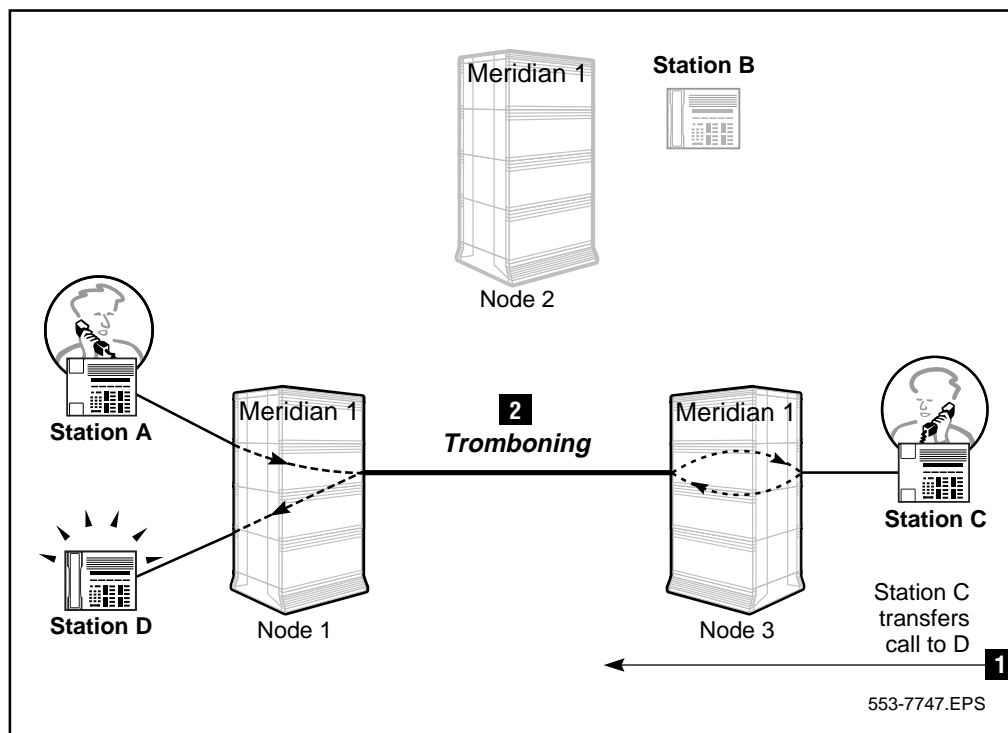 Meridian 1
Station B
Node 2
Station A
Meridian 1
2
Tromboning
Meridian 1
Station C
Station D
Node 1
Node 3
Station C
transfers
call to D
1
553-7747.EPS